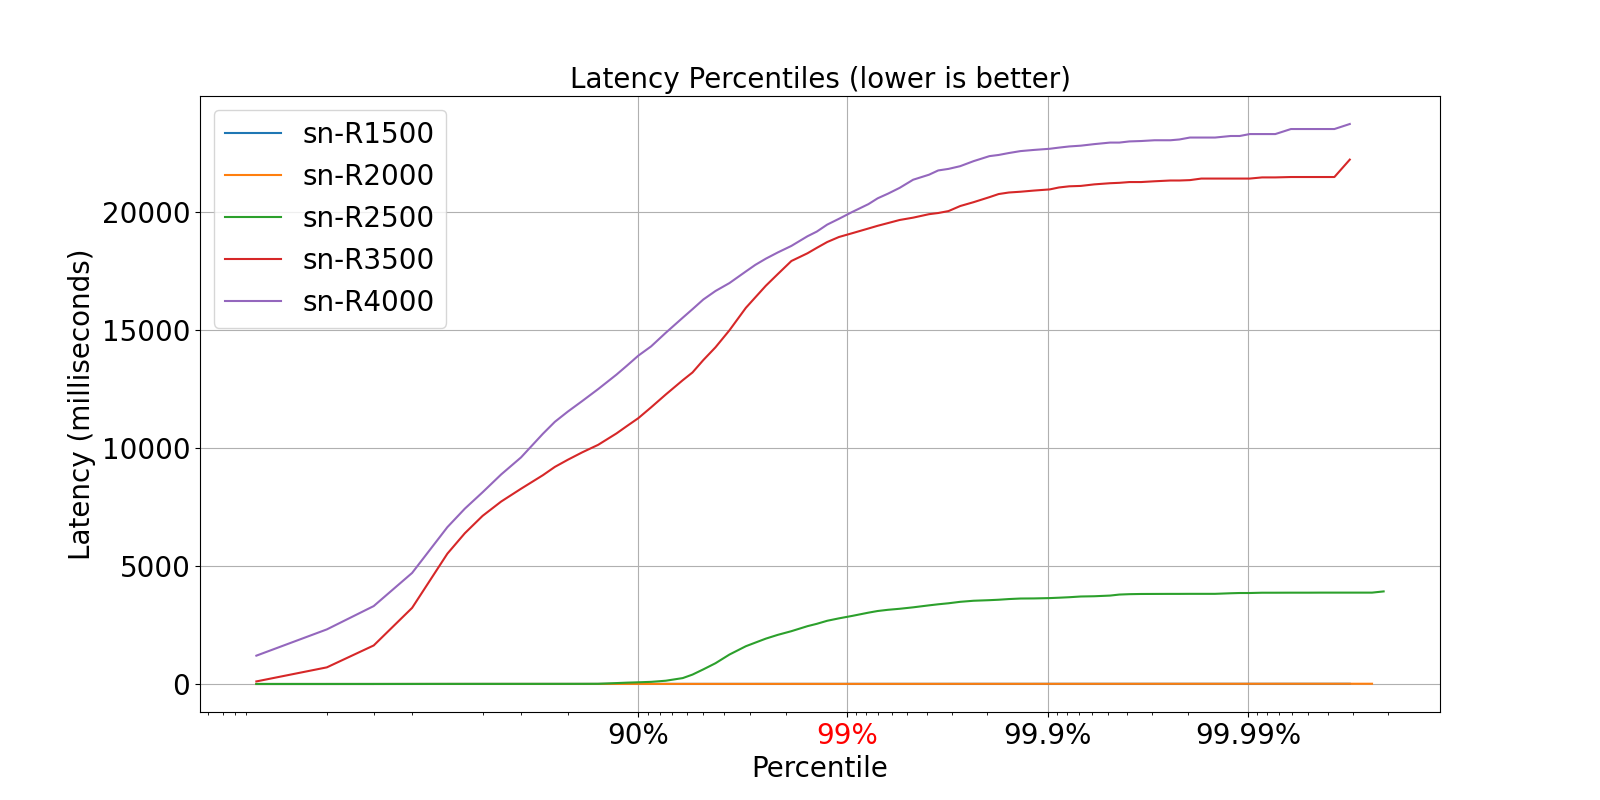 Latency Percentiles (lower is better)
sn-R1500
sn-R2000
sn-R2500
sn-R3500
sn-R4000
20000
15000
10000
5000
0
Latency (milliseconds)
90% 99% 99.9% 99.99%
Percentile